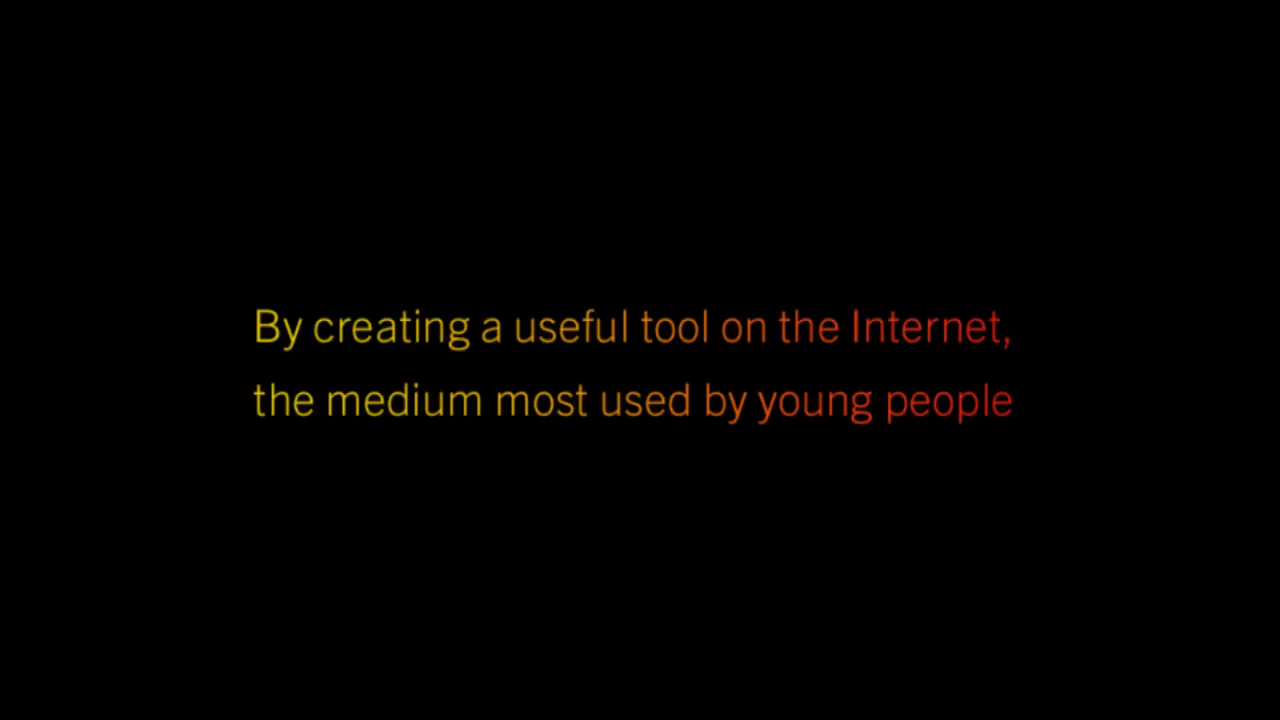 By creating a useful tool on the Internet,
the medium most used by young people